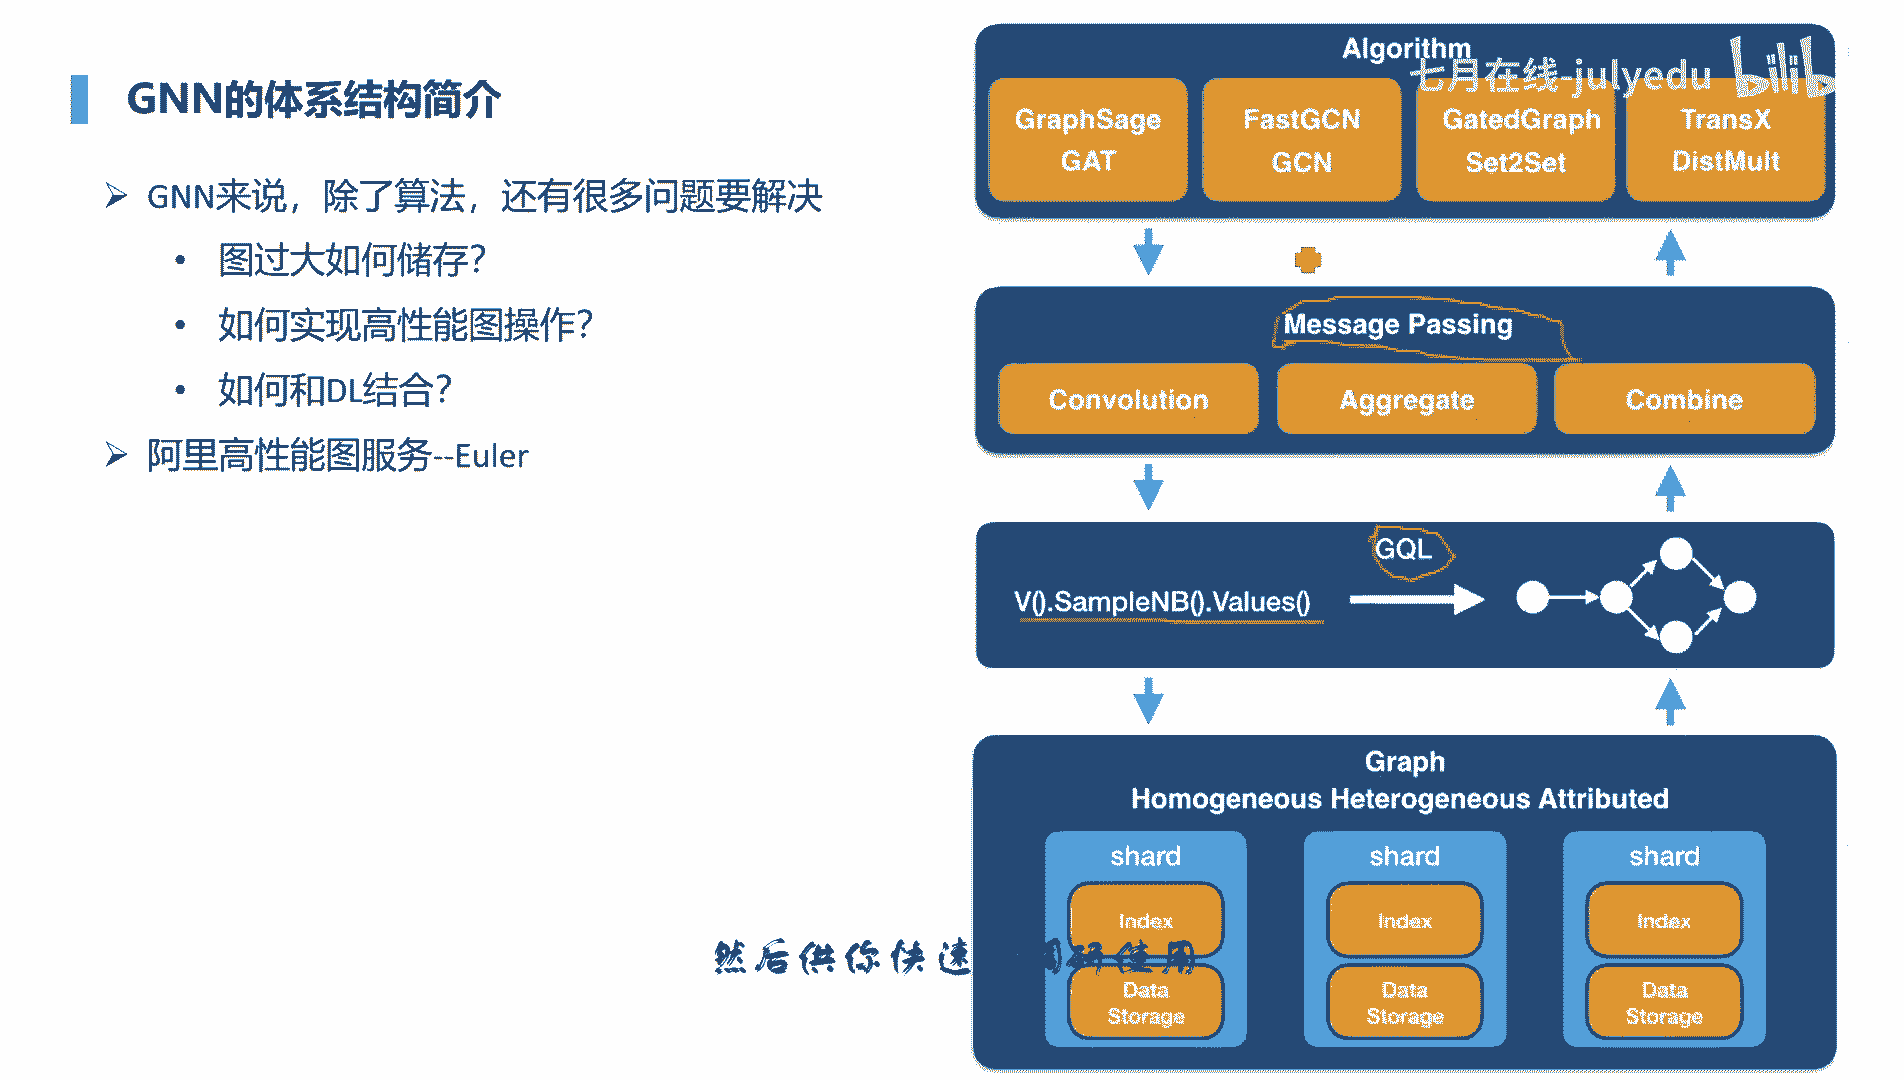 GNN的体系结构简介
➢ GNN来说，除了算法，还有很多问题要解决
• 图过大如何储存？
• 如何实现高性能图操作？
• 如何和DL结合？
➢ 阿里高性能图服务--Euler
Algorithm
七月在线-julyedu bilib
GraphSage FastGCN GatedGraph TransX
GAT GCN Set2Set DistMult
Message Passing
Convolution Aggregate Combine
GQL
V().SampleNB().Values()
Graph
Homogeneous Heterogeneous Attributed
shard shard shard
Index Index Index
然后供你快速 调研使用
Data Data Data
Storage Storage Storage